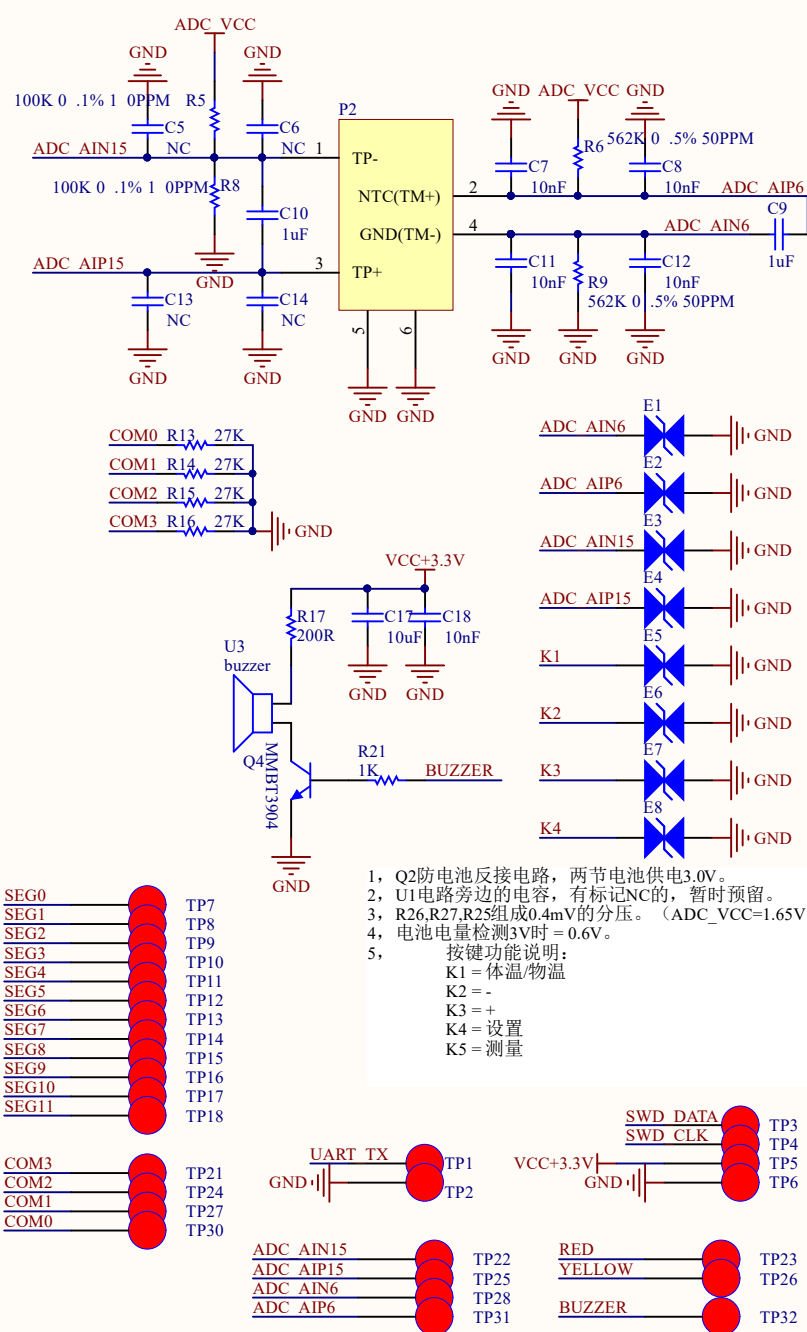 ADC_VCC
GND
GND
100K 0 .1% 1 0PPM R5
C5
C6
ADC_AIN15
NC
NC
1
100K 0 .1% 1 0PPM R8
C10
1uF
GND
ADC_AIP15
3
C13
NC
C14
NC
GND
GND
P2
TP-
NTC(TM+)
GND(TM-)
TP+
5
6
GND
GND
GND
ADC_VCC
GND
R6
562K 0 .5% 50PPM
C7
C8
2
10nF
10nF
ADC_AIP6
C9
4
ADC_AIN6
1uF
C11
10nF
C12
10nF
R9
562K 0 .5% 50PPM
GND
GND
GND
COM0 R13 27K
COM1 R14 27K
COM2 R15 27K
COM3 R16 27K
GND
E1
ADC_AIN6
GND
E2
ADC_AIP6
GND
E3
ADC_AIN15
GND
E4
ADC_AIP15
GND
E5
K1
GND
E6
K2
GND
E7
K3
GND
E8
K4
GND
VCC+3.3V
R17
200R
C17
10uF
C18
10nF
GND
GND
U3
buzzer
Q4
MMBT3904
R21
1K
BUZZER
GND
1，Q2防电池反接电路，两节电池供电3.0V。
2，U1电路旁边的电容，有标记NC的，暂时预留。
3，R26,R27,R25组成0.4mV的分压。（ADC_VCC=1.65V
4，电池电量检测3V时 = 0.6V。
5， 按键功能说明：
K1 = 体温/物温
K2 = -
K3 = +
K4 = 设置
K5 = 测量
SEG0 TP7
SEG1 TP8
SEG2 TP9
SEG3 TP10
SEG4 TP11
SEG5 TP12
SEG6 TP13
SEG7 TP14
SEG8 TP15
SEG9 TP16
SEG10 TP17
SEG11 TP18
COM3 TP21
COM2 TP24
COM1 TP27
COM0 TP30
UART_TX TP1
GND TP2
SWD_DATA TP3
SWD_CLK TP4
VCC+3.3V TP5
GND TP6
ADC_AIN15 TP22
ADC_AIP15 TP25
ADC_AIN6 TP28
ADC_AIP6 TP31
RED TP23
YELLOW TP26
BUZZER TP32